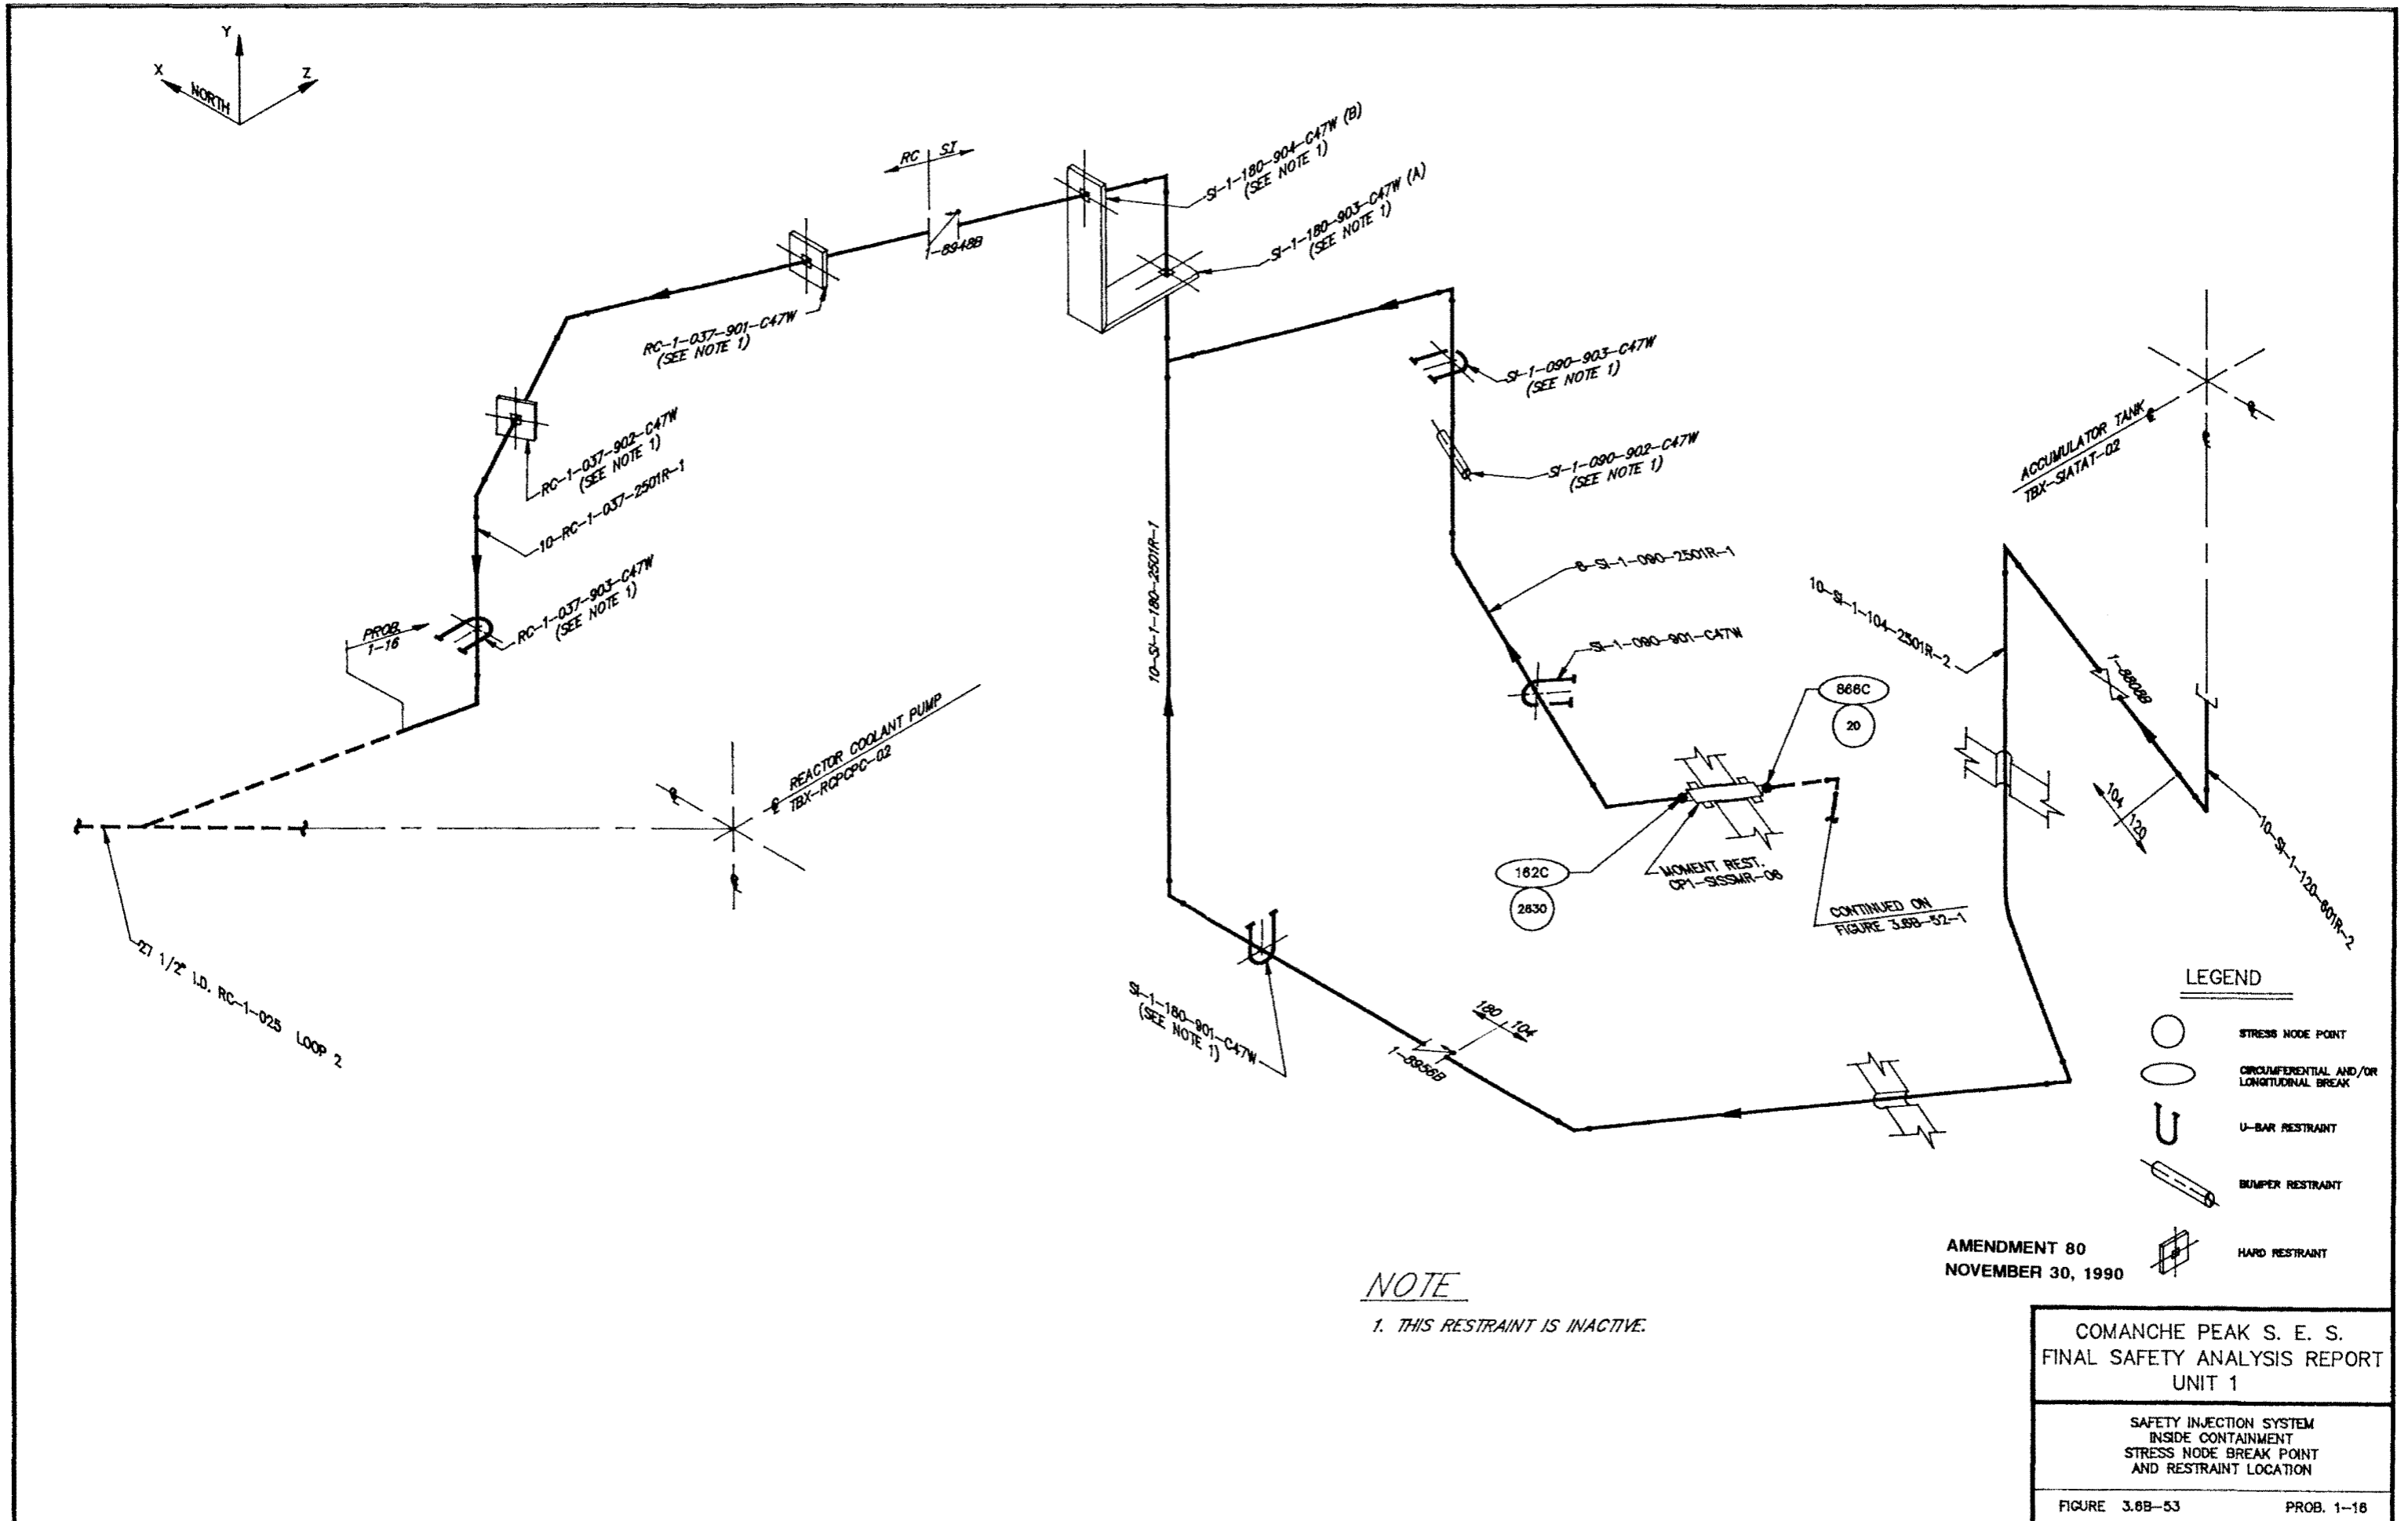 Y
X
Z
NORTH
RC
SI
1-8948B
SI-1-180-904-C47W (B)
(SEE NOTE 1)
SI-1-180-903-C47W (A)
(SEE NOTE 1)
RC-1-037-901-C47W
(SEE NOTE 1)
RC-1-037-902-C47W
(SEE NOTE 1)
10-RC-1-037-2501R-1
RC-1-037-903-C47W
(SEE NOTE 1)
PROB.
1-16
REACTOR COOLANT PUMP
TBX-RCPCPC-02
27 1/2" I.D. RC-1-025 LOOP 2
10-SI-1-180-2501R-1
SI-1-090-903-C47W
(SEE NOTE 1)
SI-1-090-902-C47W
(SEE NOTE 1)
6-SI-1-090-2501R-1
SI-1-090-901-C47W
866C
20
162C
2630
MOMENT REST.
CP1-SISSMR-06
CONTINUED ON
FIGURE 3.6B-52-1
ACCUMULATOR TANK
TBX-SIATAT-02
10-SI-1-104-2501R-2
1-8808B
104
120
10-SI-1-120-601R-2
SI-1-180-901-C47W
(SEE NOTE 1)
180
104
1-8956B
LEGEND
STRESS NODE POINT
CIRCUMFERENTIAL AND/OR
LONGITUDINAL BREAK
U-BAR RESTRAINT
BUMPER RESTRAINT
HARD RESTRAINT
AMENDMENT 80
NOVEMBER 30, 1990
NOTE
1. THIS RESTRAINT IS INACTIVE.
COMANCHE PEAK S. E. S.
FINAL SAFETY ANALYSIS REPORT
UNIT 1
SAFETY INJECTION SYSTEM
INSIDE CONTAINMENT
STRESS NODE BREAK POINT
AND RESTRAINT LOCATION
FIGURE 3.6B-53
PROB. 1-16